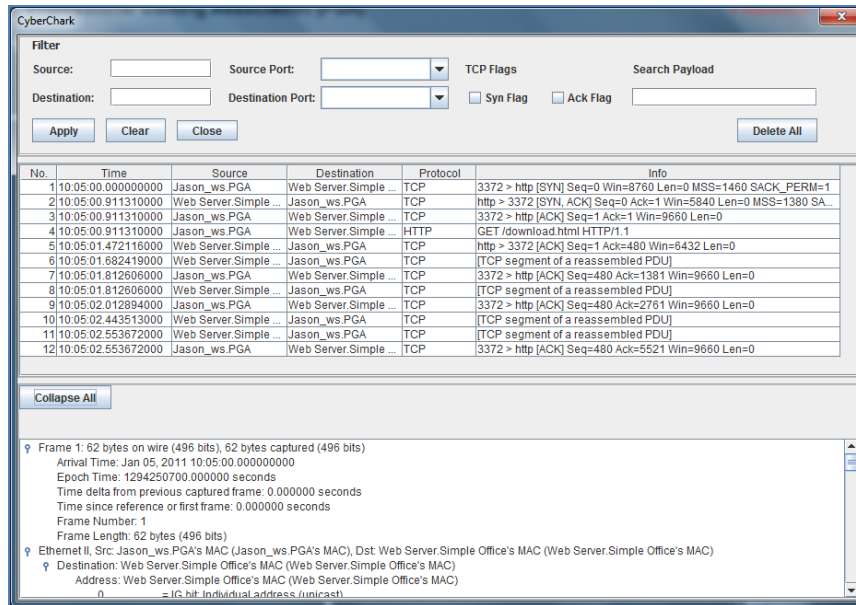 CyberChark
Filter
Source: Source Port: TCP Flags Search Payload
Destination: Destination Port: Syn Flag Ack Flag
Apply Clear Close Delete All
No. Time Source Destination Protocol Info
1 10:05:00.000000000 Jason_ws.PGA Web Server.Simple ... TCP 3372 > http [SYN] Seq=0 Win=8760 Len=0 MSS=1460 SACK_PERM=1
2 10:05:00.911310000 Web Server.Simple ... Jason_ws.PGA TCP http > 3372 [SYN, ACK] Seq=0 Ack=1 Win=5840 Len=0 MSS=1380 SA...
3 10:05:00.911310000 Jason_ws.PGA Web Server.Simple ... TCP 3372 > http [ACK] Seq=1 Ack=1 Win=9660 Len=0
4 10:05:00.911310000 Jason_ws.PGA Web Server.Simple ... HTTP GET /download.html HTTP/1.1
5 10:05:01.472116000 Web Server.Simple ... Jason_ws.PGA TCP http > 3372 [ACK] Seq=1 Ack=480 Win=6432 Len=0
6 10:05:01.682419000 Web Server.Simple ... Jason_ws.PGA TCP [TCP segment of a reassembled PDU]
7 10:05:01.812606000 Jason_ws.PGA Web Server.Simple ... TCP 3372 > http [ACK] Seq=480 Ack=1381 Win=9660 Len=0
8 10:05:01.812606000 Web Server.Simple ... Jason_ws.PGA TCP [TCP segment of a reassembled PDU]
9 10:05:02.012894000 Jason_ws.PGA Web Server.Simple ... TCP 3372 > http [ACK] Seq=480 Ack=2761 Win=9660 Len=0
10 10:05:02.443513000 Web Server.Simple ... Jason_ws.PGA TCP [TCP segment of a reassembled PDU]
11 10:05:02.553672000 Web Server.Simple ... Jason_ws.PGA TCP [TCP segment of a reassembled PDU]
12 10:05:02.553672000 Jason_ws.PGA Web Server.Simple ... TCP 3372 > http [ACK] Seq=480 Ack=5521 Win=9660 Len=0
Collapse All
Frame 1: 62 bytes on wire (496 bits), 62 bytes captured (496 bits)
Arrival Time: Jan 05, 2011 10:05:00.000000000
Epoch Time: 1294250700.000000 seconds
Time delta from previous captured frame: 0.000000 seconds
Time since reference or first frame: 0.000000 seconds
Frame Number: 1
Frame Length: 62 bytes (496 bits)
Ethernet II, Src: Jason_ws.PGA's MAC (Jason_ws.PGA's MAC), Dst: Web Server.Simple Office's MAC (Web Server.Simple Office's MAC)
Destination: Web Server.Simple Office's MAC (Web Server.Simple Office's MAC)
Address: Web Server.Simple Office's MAC (Web Server.Simple Office's MAC)
0 = IG bit: Individual address (unicast)